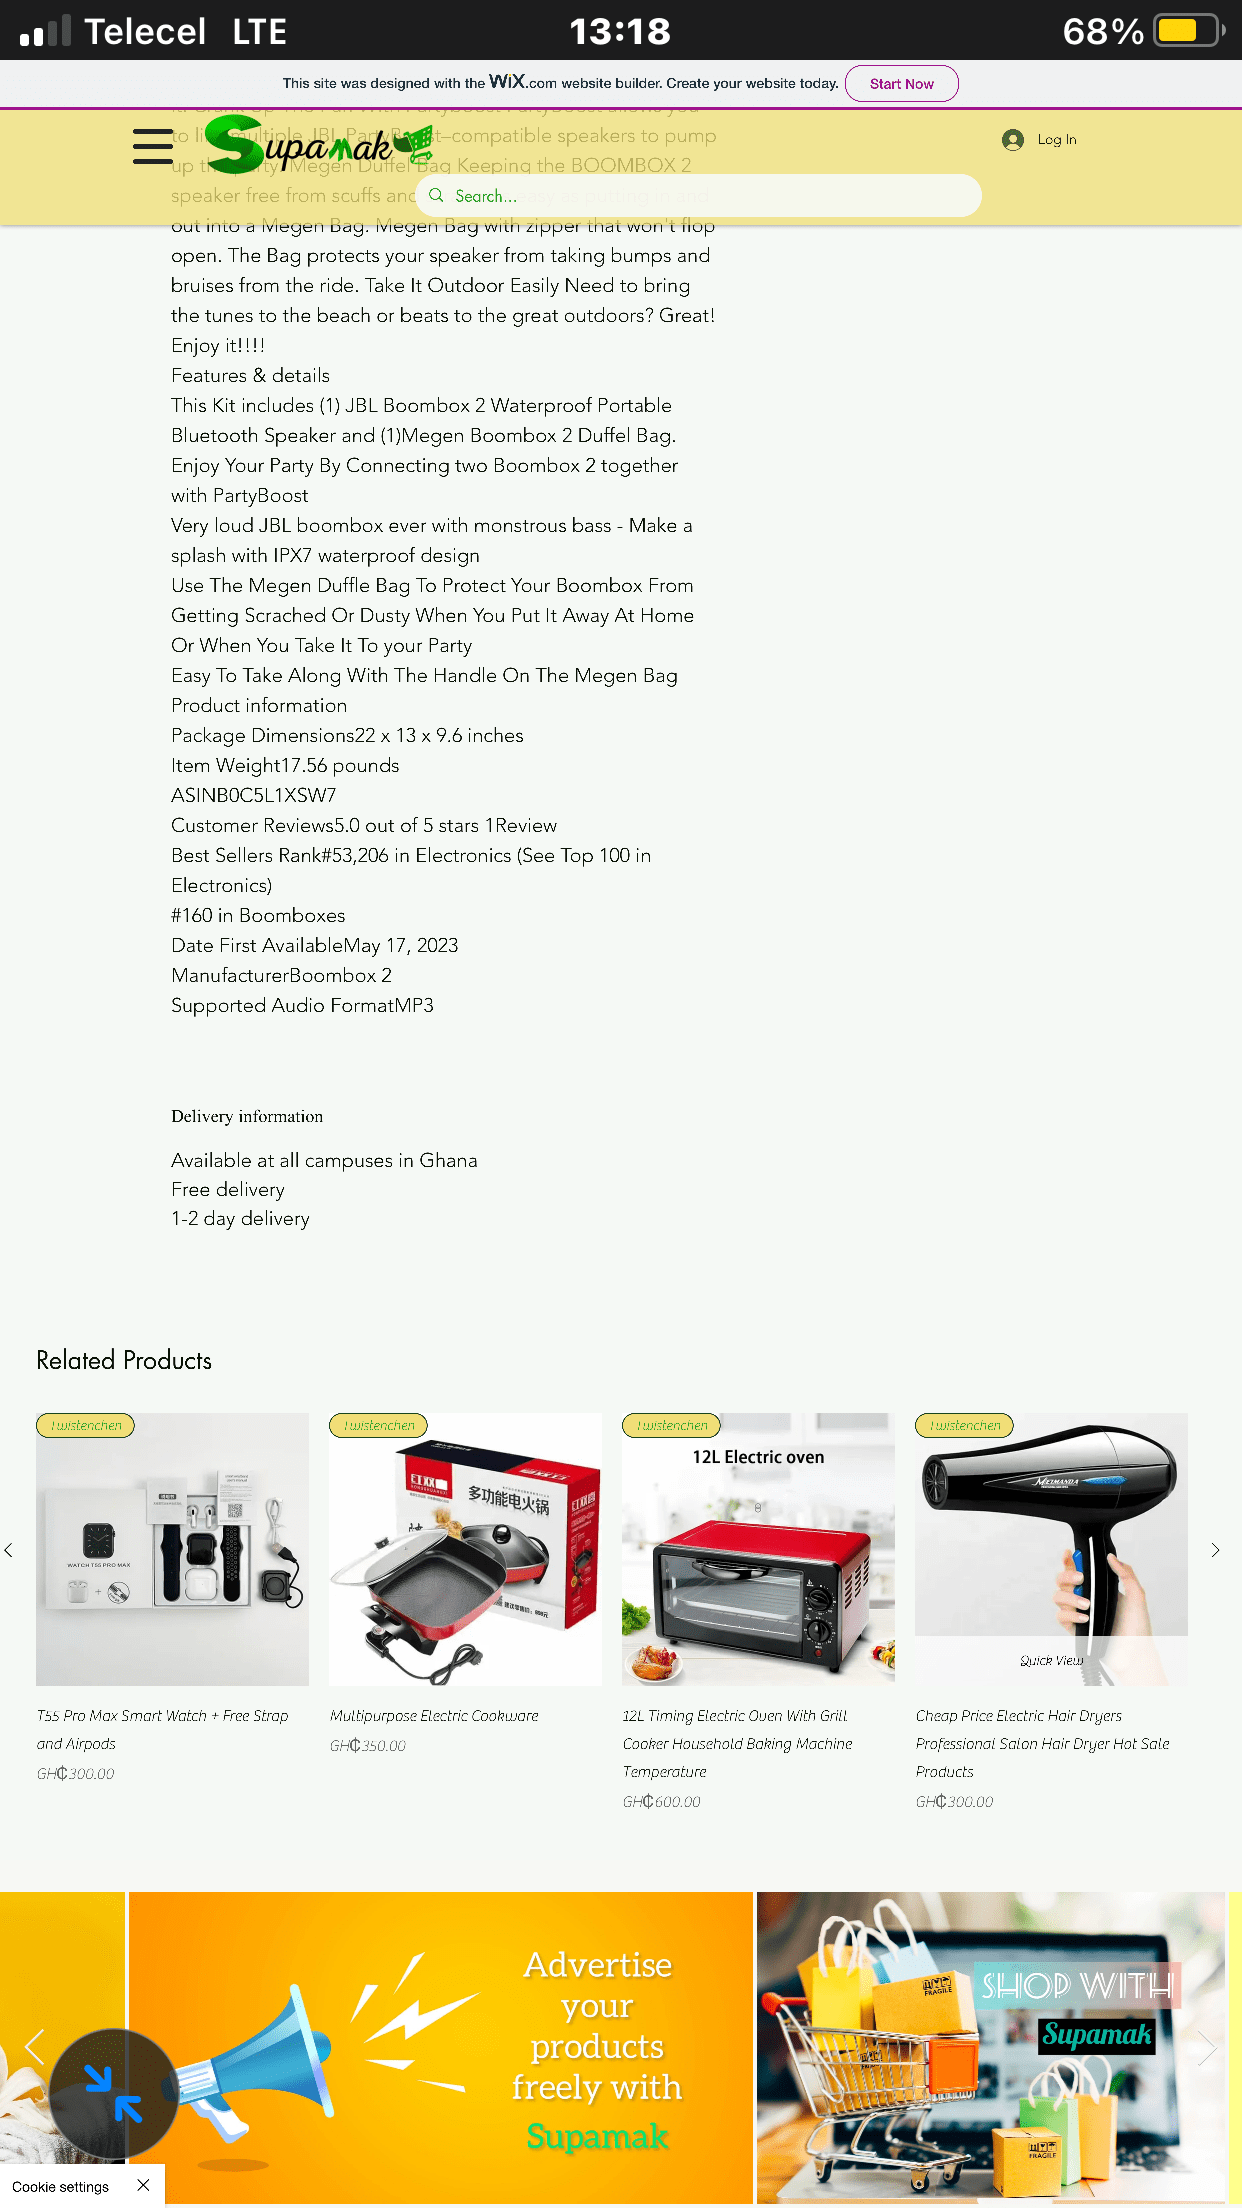 Telecel LTE 13:18 68%
This site was designed with the WiX.com website builder. Create your website today. Start Now
to li multiple JBL PartyB t–compatible speakers to pump
Supamak
Log In
up th rty. Megen Duffel Bag Keeping the BOOMBOX 2
speaker free from scuffs and easy as putting in and
Search...
out into a Megen Bag. Megen Bag with zipper that won't flop
open. The Bag protects your speaker from taking bumps and
bruises from the ride. Take It Outdoor Easily Need to bring
the tunes to the beach or beats to the great outdoors? Great!
Enjoy it!!!!
Features & details
This Kit includes (1) JBL Boombox 2 Waterproof Portable
Bluetooth Speaker and (1)Megen Boombox 2 Duffel Bag.
Enjoy Your Party By Connecting two Boombox 2 together
with PartyBoost
Very loud JBL boombox ever with monstrous bass - Make a
splash with IPX7 waterproof design
Use The Megen Duffle Bag To Protect Your Boombox From
Getting Scrached Or Dusty When You Put It Away At Home
Or When You Take It To your Party
Easy To Take Along With The Handle On The Megen Bag
Product information
Package Dimensions22 x 13 x 9.6 inches
Item Weight17.56 pounds
ASINB0C5L1XSW7
Customer Reviews5.0 out of 5 stars 1Review
Best Sellers Rank#53,206 in Electronics (See Top 100 in
Electronics)
#160 in Boomboxes
Date First AvailableMay 17, 2023
ManufacturerBoombox 2
Supported Audio FormatMP3
Delivery information
Available at all campuses in Ghana
Free delivery
1-2 day delivery
Related Products
Twistenchen
Twistenchen
Twistenchen
Twistenchen
WATCH T55 PRO MAX
多功能电火锅
12L Electric oven
MEIMANDA
Quick View
T55 Pro Max Smart Watch + Free Strap
and Airpods
GH₵300.00
Multipurpose Electric Cookware
GH₵350.00
12L Timing Electric Oven With Grill
Cooker Household Baking Machine
Temperature
GH₵600.00
Cheap Price Electric Hair Dryers
Professional Salon Hair Dryer Hot Sale
Products
GH₵300.00
Advertise
your
products
freely with
Supamak
SHOP WITH
Supamak
FRAGILE
FRAGILE
Cookie settings